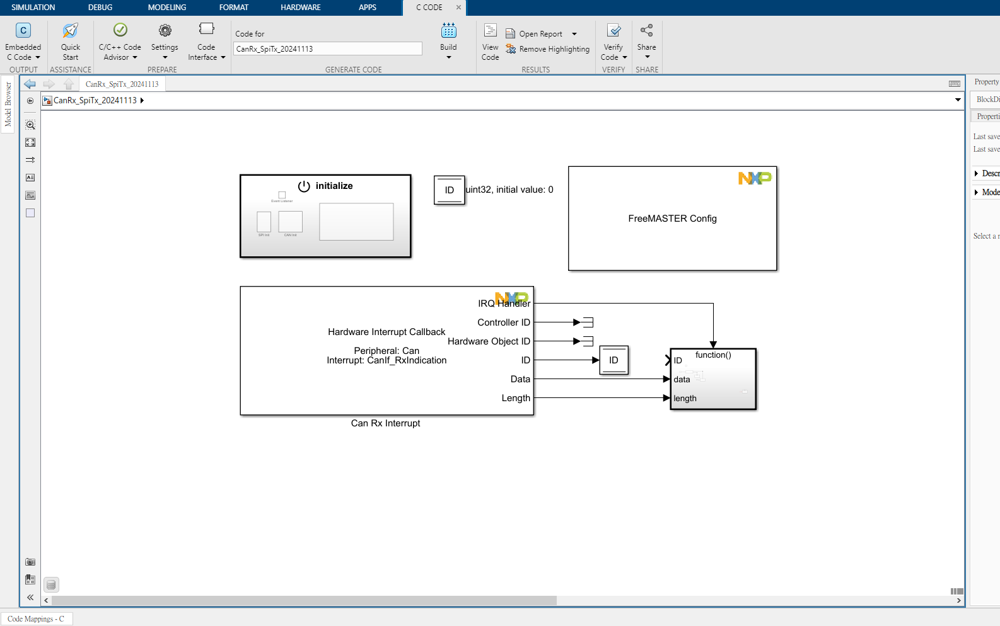 SIMULATION DEBUG MODELING FORMAT HARDWARE APPS C CODE
C
Embedded
C Code
Quick
Start
C/C++ Code
Advisor
Settings
Code
Interface
Code for
CanRx_SpiTx_20241113
Build
View
Code
Open Report
Remove Highlighting
Verify
Code
Share
OUTPUT ASSISTANCE PREPARE GENERATE CODE RESULTS VERIFY SHARE
Model Browser
CanRx_SpiTx_20241113
CanRx_SpiTx_20241113
Property
BlockDi
Properti
Last save
Last save
Descr
Mode
Select a r
initialize
Event Listener
SPI Init
CAN Init
ID
uint32, initial value: 0
NXP
FreeMASTER Config
NXP
IRQ Handler
Controller ID
Hardware Interrupt Callback
Hardware Object ID
Peripheral: Can
Interrupt: CanIf_RxIndication
ID
Data
Length
Can Rx Interrupt
ID
function()
ID
data
length
Code Mappings - C